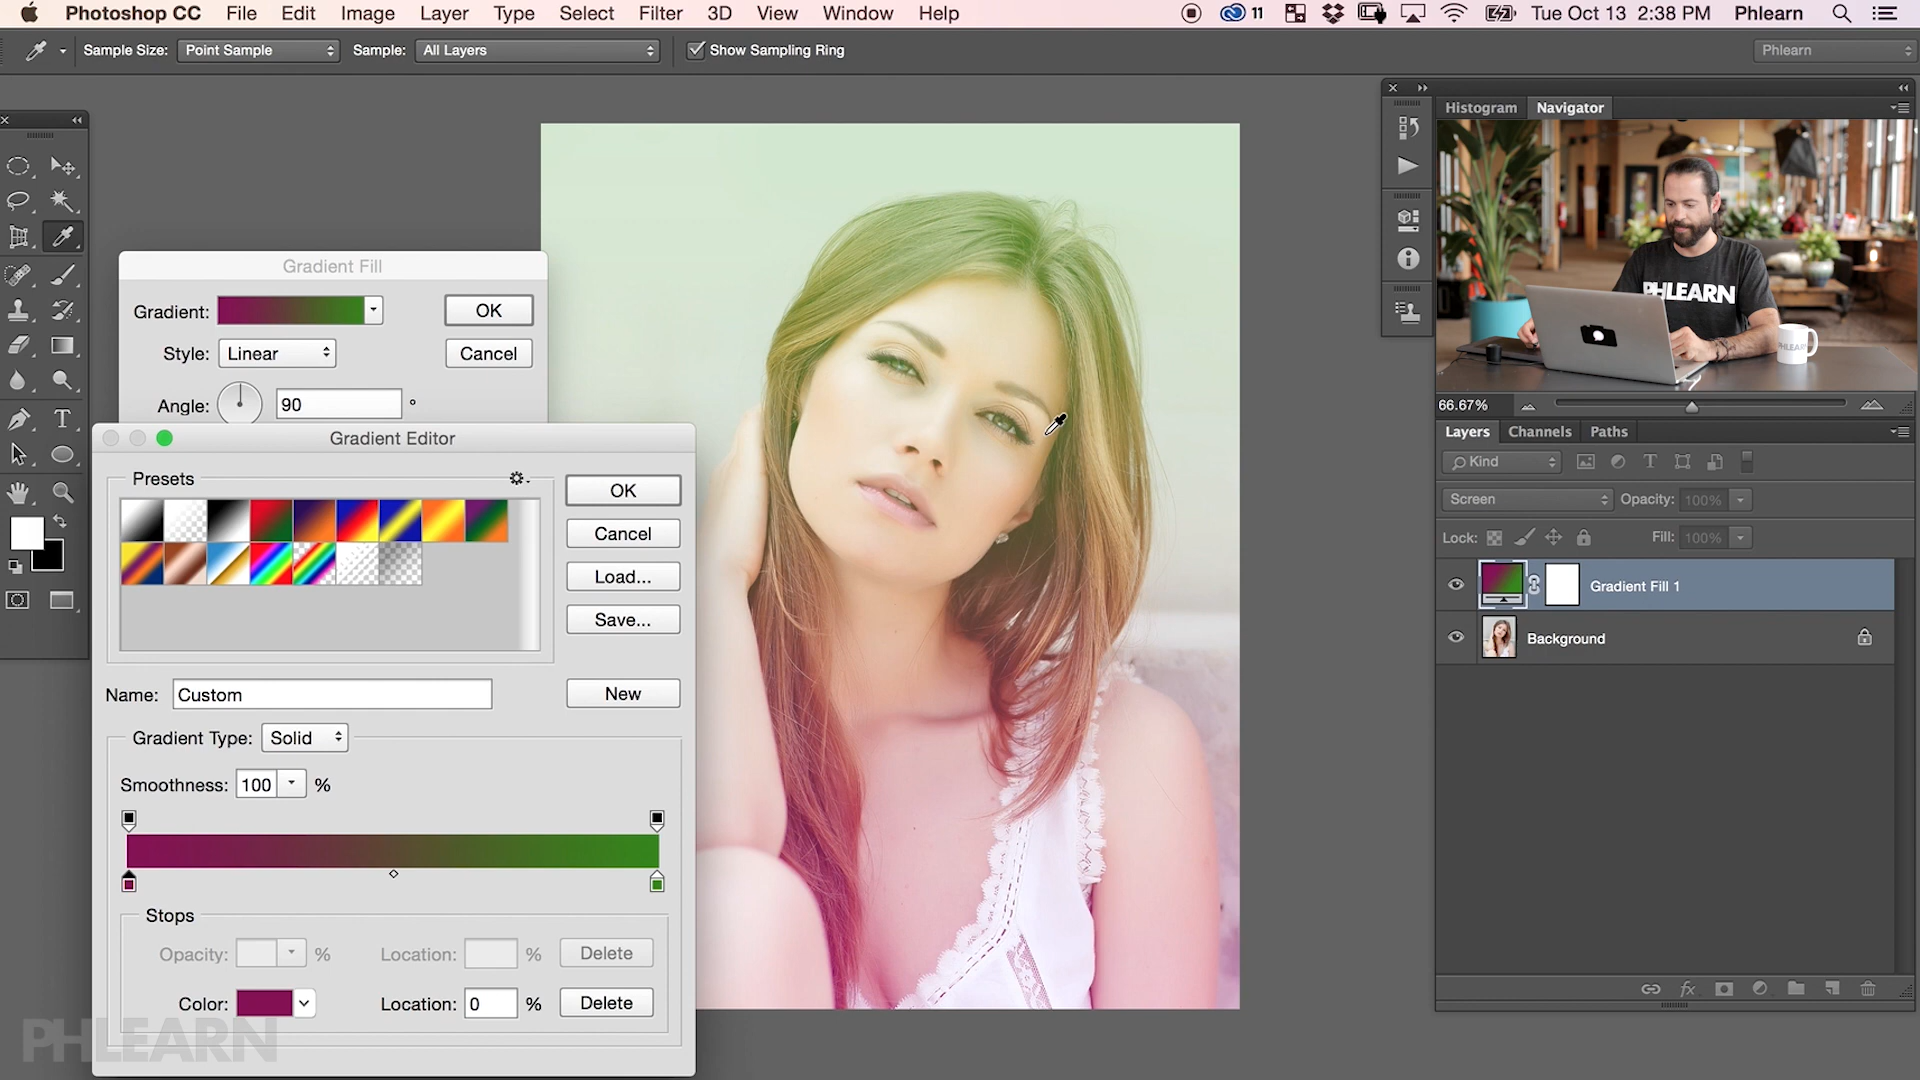 Photoshop CC File Edit Image Layer Type Select Filter 3D View Window Help 11 Tue Oct 13 2:38 PM Phlearn
Sample Size: Point Sample Sample: All Layers Show Sampling Ring Phlearn
Histogram Navigator
PHLEARN
PHLEARN
66.67%
Gradient Fill
Gradient: OK
Style: Linear Cancel
Angle: 90 °
Gradient Editor
Presets
OK
Cancel
Load...
Save...
Name: Custom New
Gradient Type: Solid
Smoothness: 100 %
Stops
Opacity: % Location: % Delete
Color: Location: 0 % Delete
PHLEARN
Layers Channels Paths
Kind
Screen Opacity: 100%
Lock: Fill: 100%
Gradient Fill 1
Background
fx